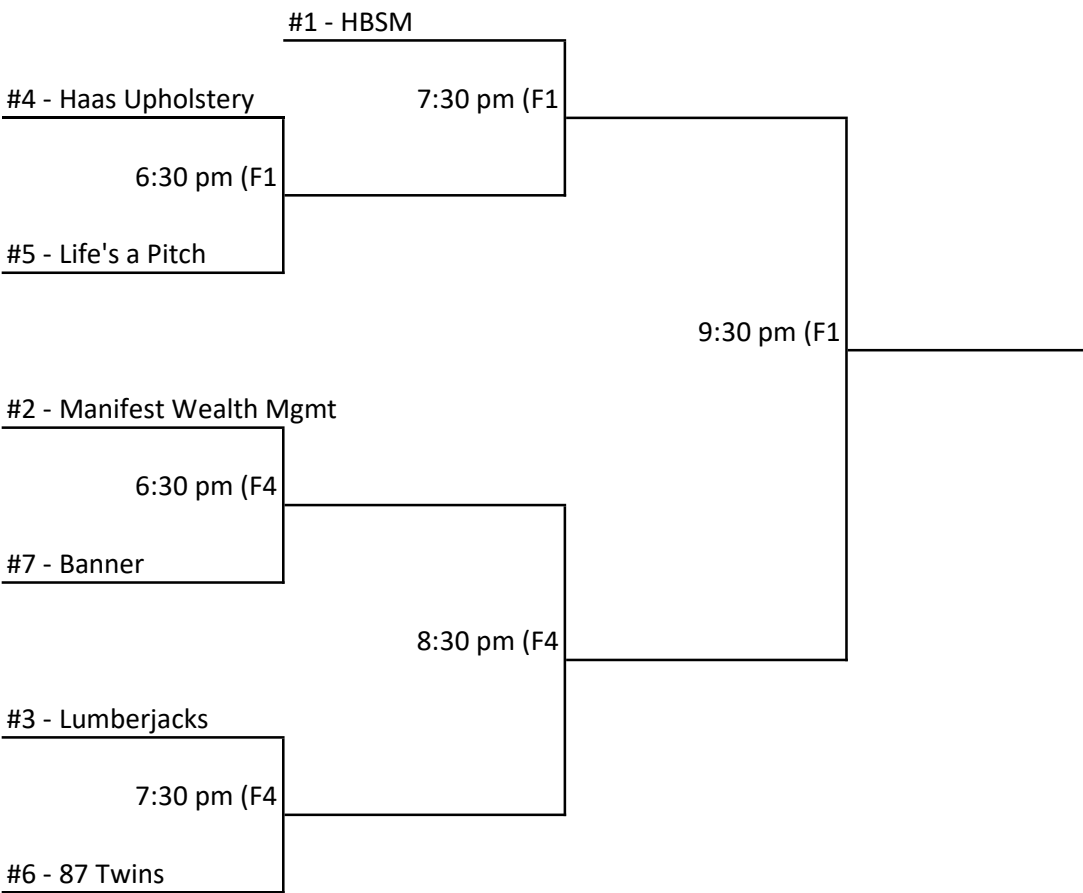 #1 - HBSM
#4 - Haas Upholstery
7:30 pm (F1
6:30 pm (F1
#5 - Life's a Pitch
9:30 pm (F1
#2 - Manifest Wealth Mgmt
6:30 pm (F4
#7 - Banner
8:30 pm (F4
#3 - Lumberjacks
7:30 pm (F4
#6 - 87 Twins